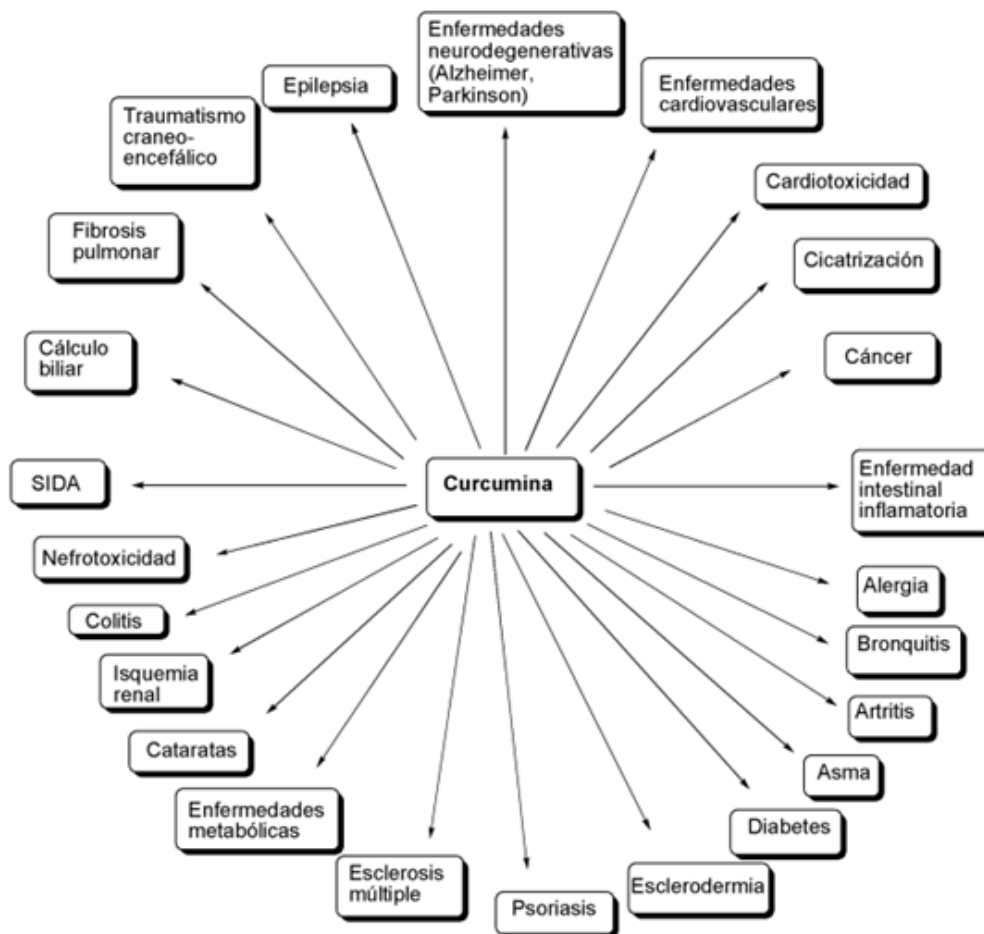 Enfermedades
neurodegenerativas
(Alzheimer,
Parkinson)
Enfermedades
cardiovasculares
Cardiotoxicidad
Cicatrización
Cáncer
Enfermedad
intestinal
inflamatoria
Alergia
Bronquitis
Artritis
Asma
Diabetes
Esclerodermia
Psoriasis
Esclerosis
múltiple
Enfermedades
metabólicas
Cataratas
Isquemia
renal
Colitis
Nefrotoxicidad
SIDA
Cálculo
biliar
Fibrosis
pulmonar
Traumatismo
craneo-
encefálico
Epilepsia
Curcumina